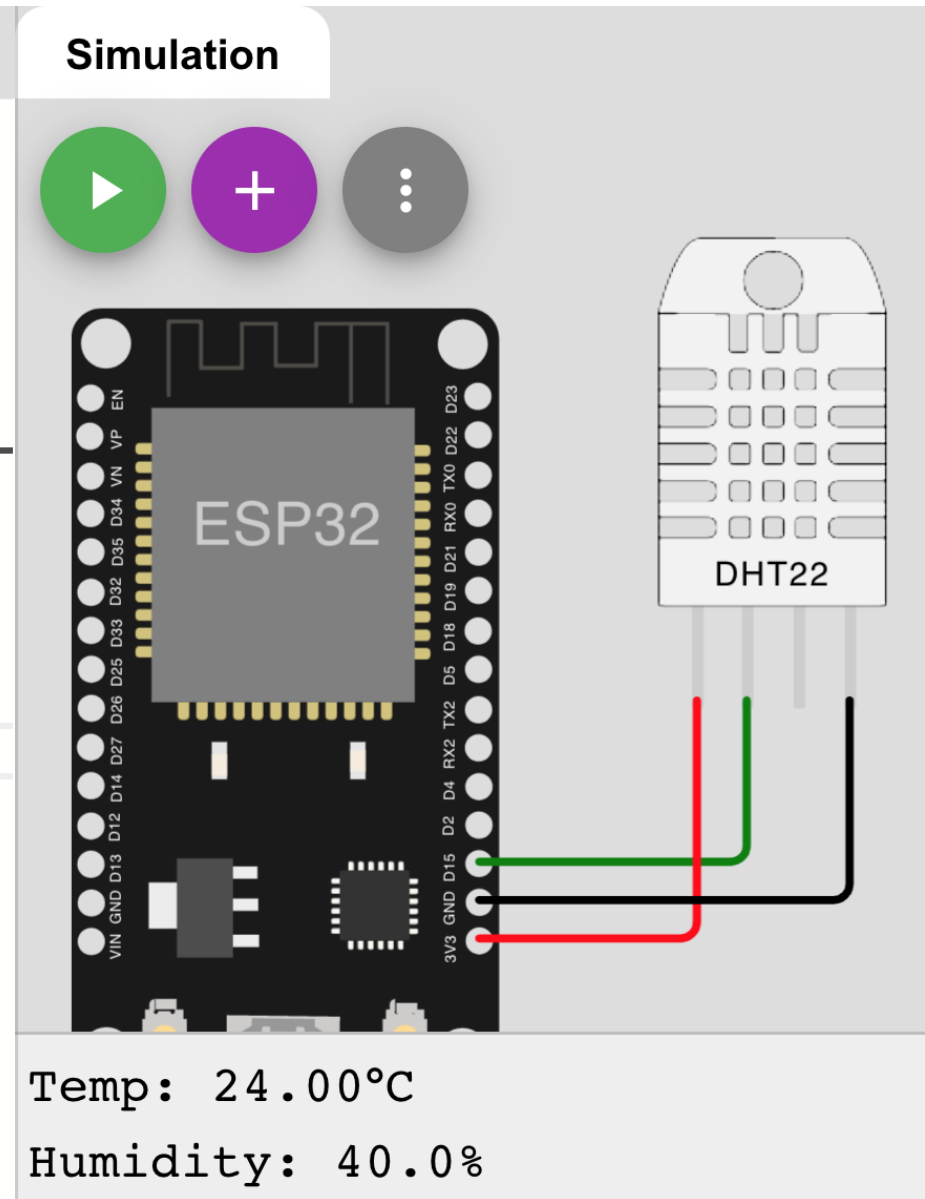 Simulation
ESP32
EN
VP
VN
D34
D35
D32
D33
D25
D26
D27
D14
D12
D13
GND
VIN
D23
D22
TX0
RX0
D21
D19
D18
D5
TX2
RX2
D4
D2
D15
GND
3V3
DHT22
Temp: 24.00°C
Humidity: 40.0%